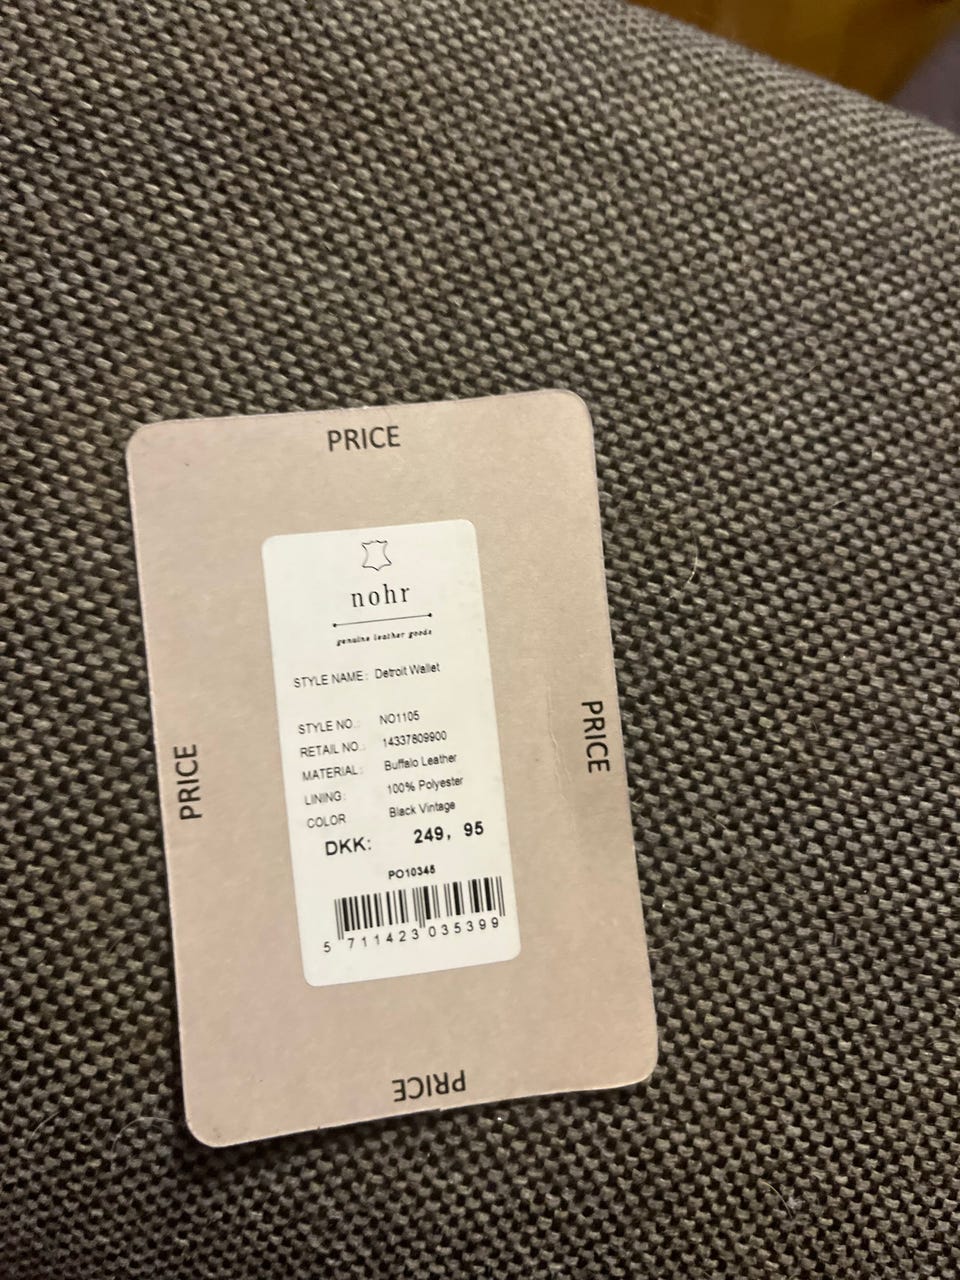 PRICE
nohr
genuine leather goods
STYLE NAME: Detroit Wallet
STYLE NO.: NO1105
RETAIL NO.: 14337809900
MATERIAL: Buffalo Leather
LINING: 100% Polyester
COLOR Black Vintage
DKK: 249, 95
PO10345
5 711423 035399
PRICE
PRICE
PRICE